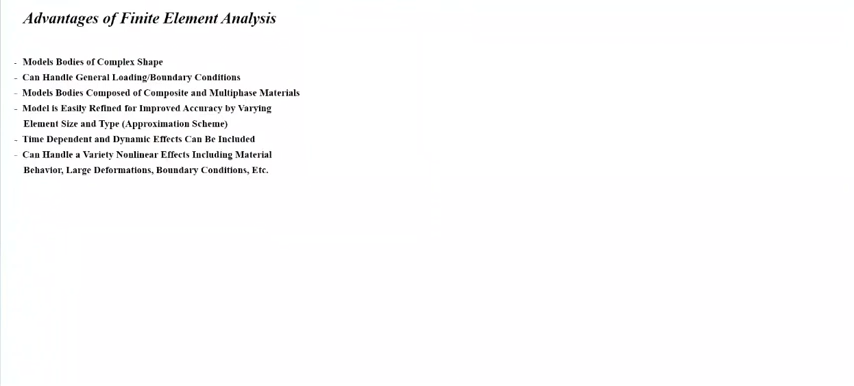 Advantages of Finite Element Analysis
- Models Bodies of Complex Shape
- Can Handle General Loading/Boundary Conditions
- Models Bodies Composed of Composite and Multiphase Materials
- Model is Easily Refined for Improved Accuracy by Varying
Element Size and Type (Approximation Scheme)
- Time Dependent and Dynamic Effects Can Be Included
- Can Handle a Variety Nonlinear Effects Including Material
Behavior, Large Deformations, Boundary Conditions, Etc.